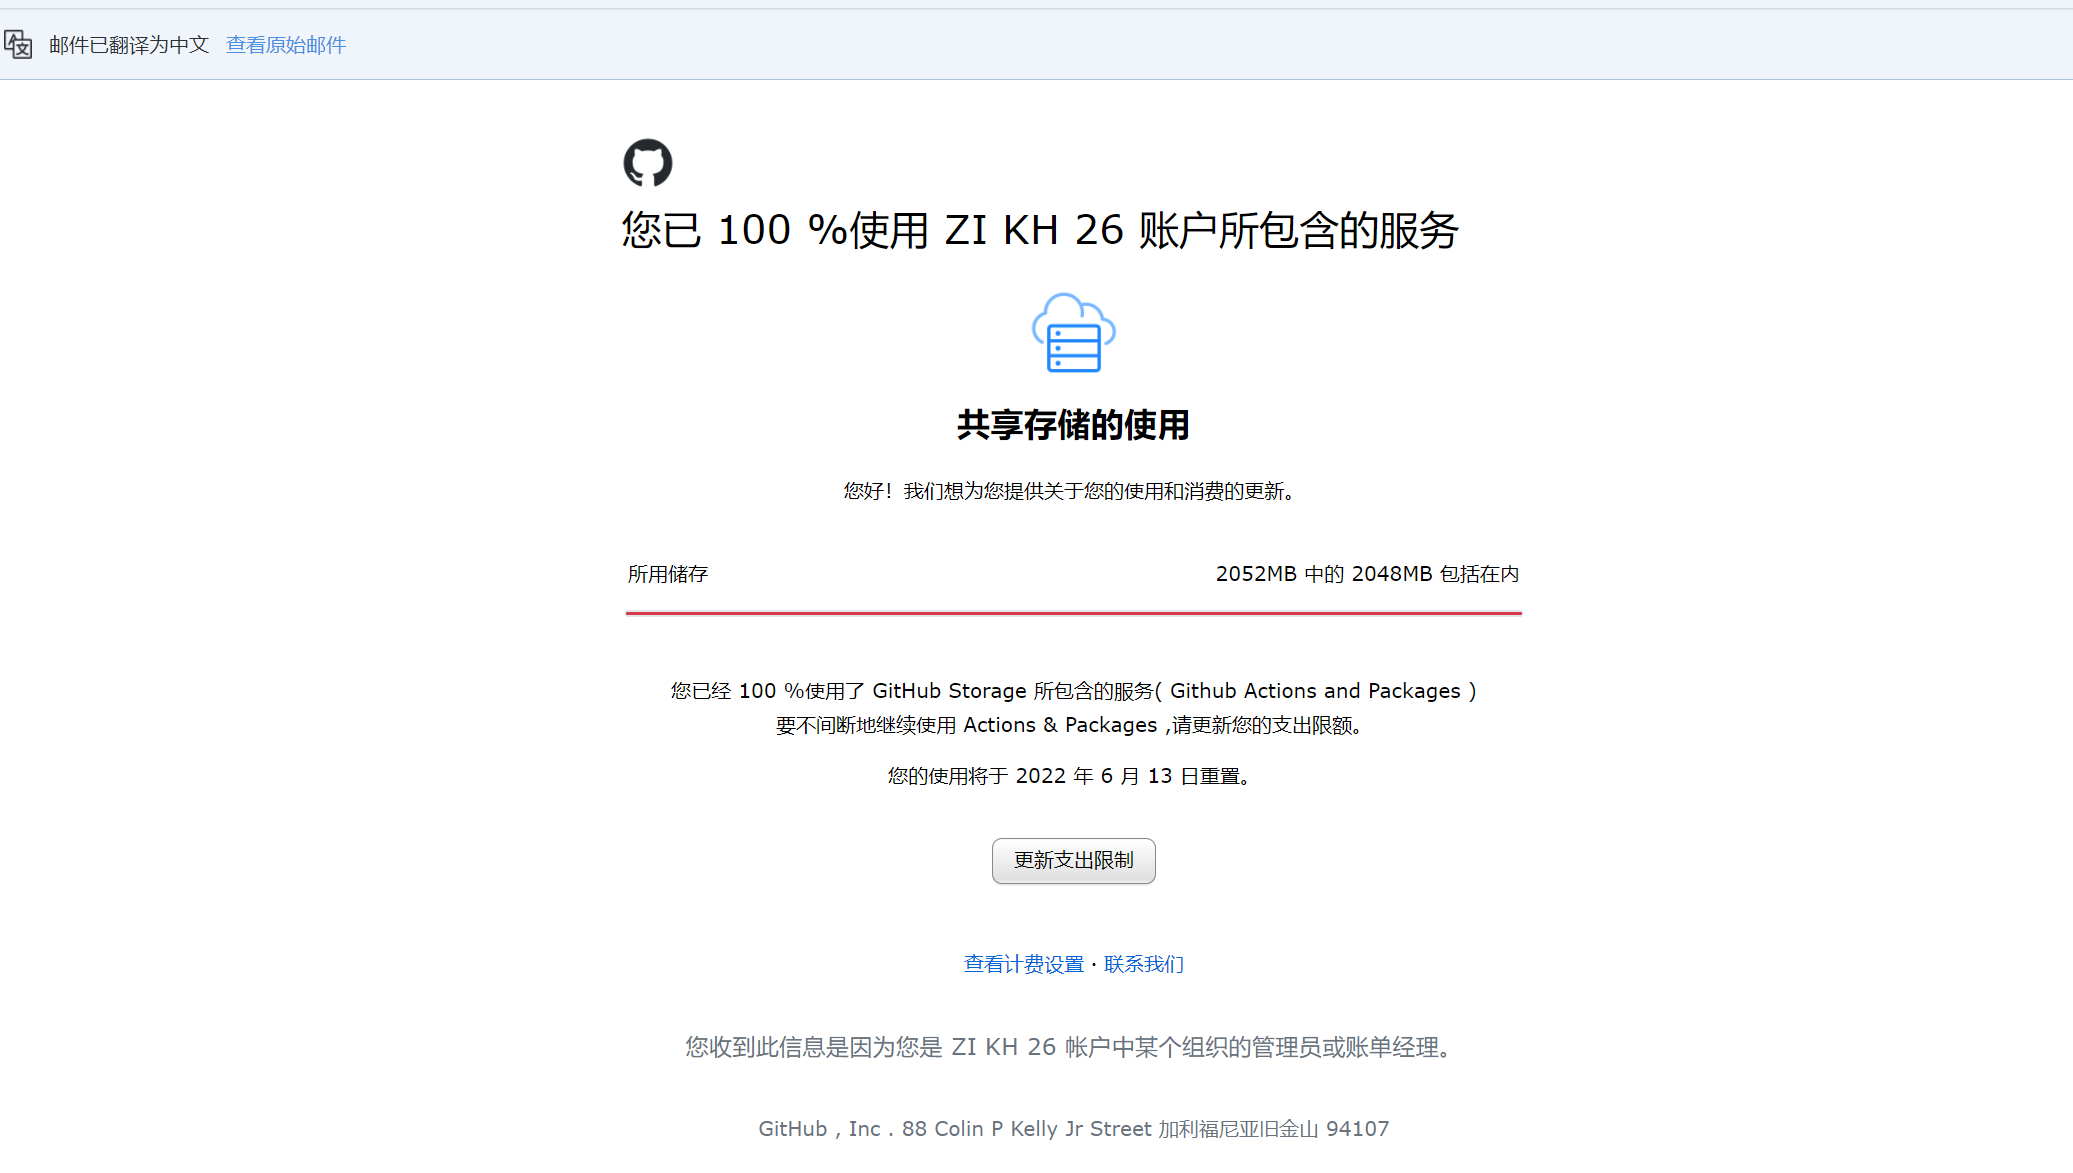 邮件已翻译为中文 查看原始邮件
您已 100 %使用 ZI KH 26 账户所包含的服务
共享存储的使用
您好！我们想为您提供关于您的使用和消费的更新。
所用储存 2052MB 中的 2048MB 包括在内
您已经 100 %使用了 GitHub Storage 所包含的服务( Github Actions and Packages )
要不间断地继续使用 Actions & Packages ,请更新您的支出限额。
您的使用将于 2022 年 6 月 13 日重置。
更新支出限制
查看计费设置 · 联系我们
您收到此信息是因为您是 ZI KH 26 帐户中某个组织的管理员或账单经理。
GitHub , Inc . 88 Colin P Kelly Jr Street 加利福尼亚旧金山 94107